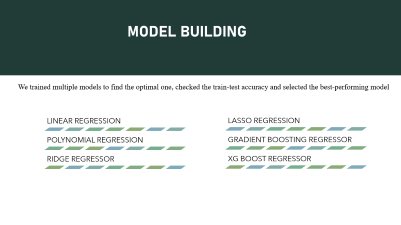 MODEL BUILDING
We trained multiple models to find the optimal one, checked the train-test accuracy and selected the best-performing model
LINEAR REGRESSION
POLYNOMIAL REGRESSION
RIDGE REGRESSOR
LASSO REGRESSION
GRADIENT BOOSTING REGRESSOR
XG BOOST REGRESSOR